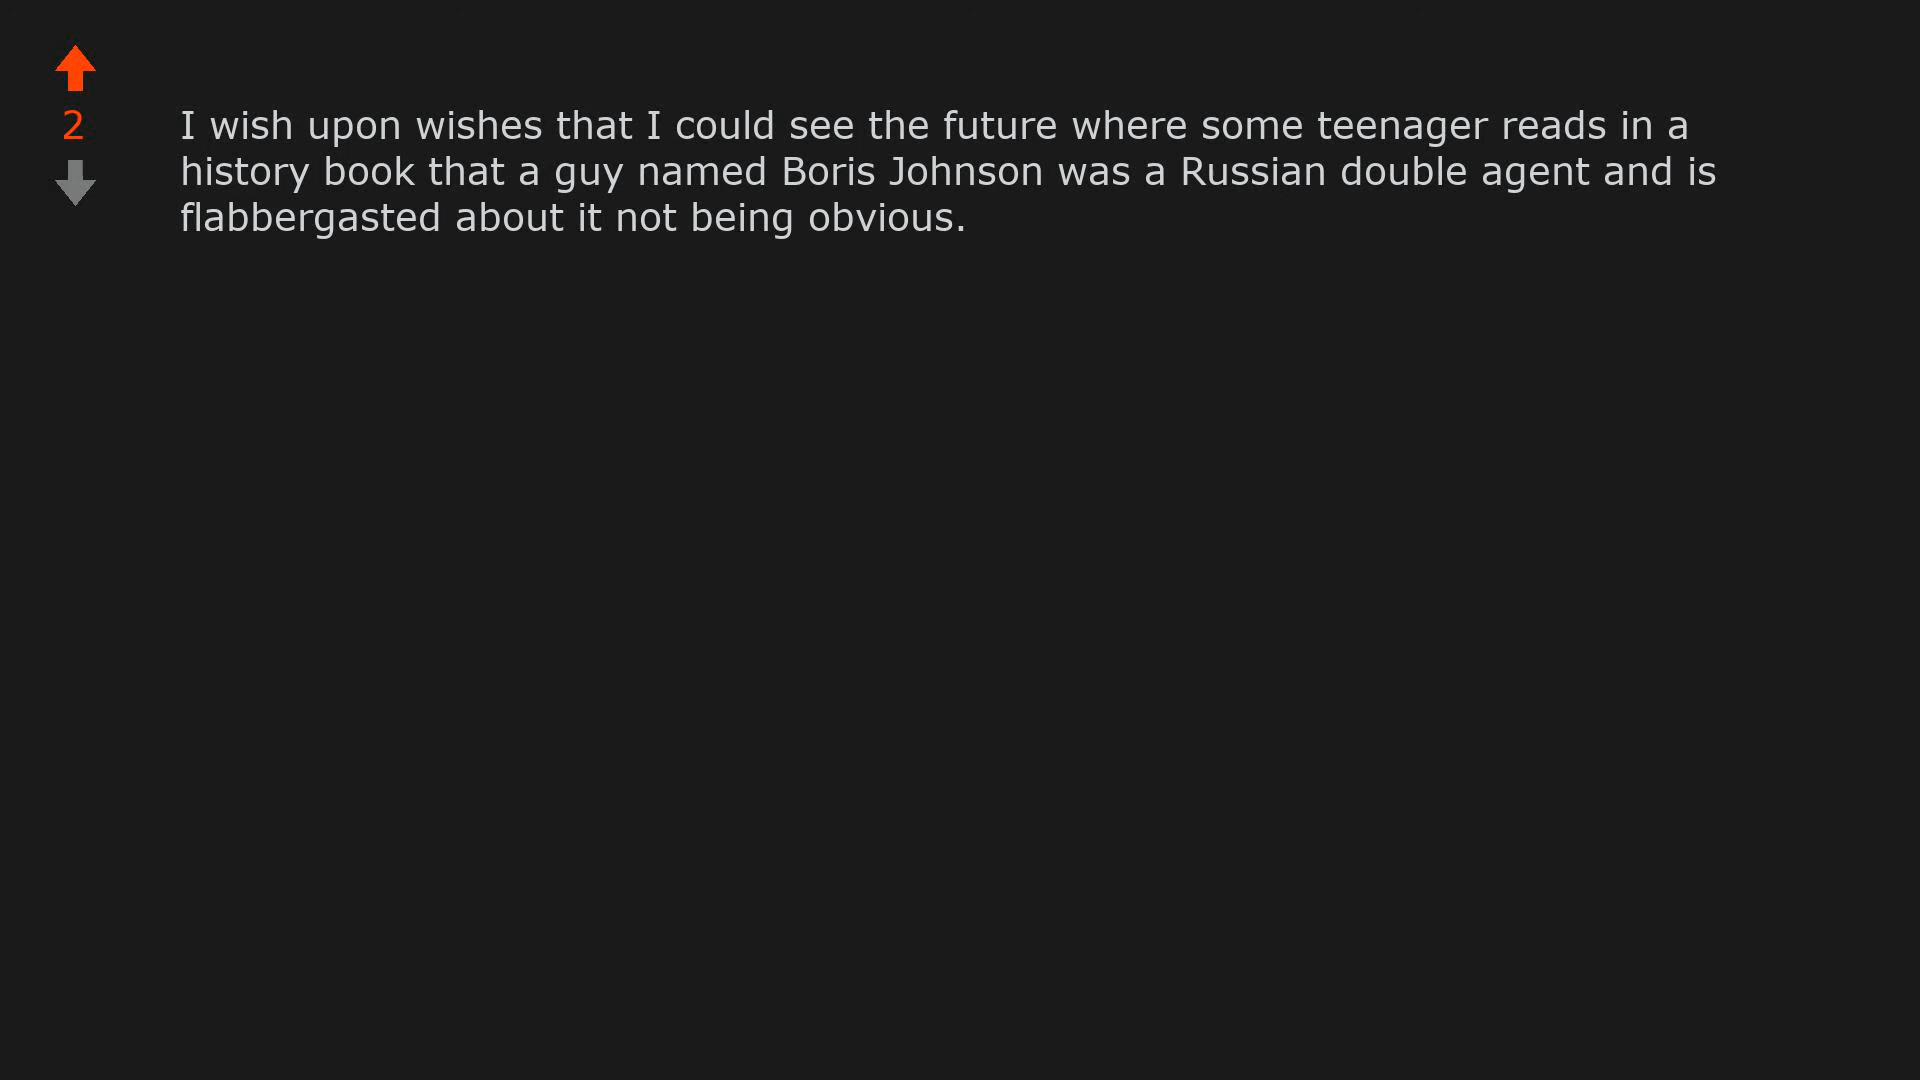 2
I wish upon wishes that I could see the future where some teenager reads in a
history book that a guy named Boris Johnson was a Russian double agent and is
flabbergasted about it not being obvious.